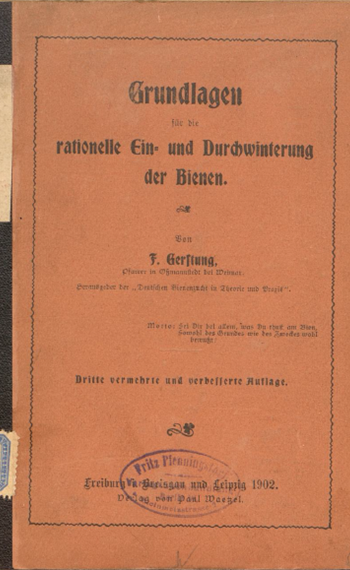 Grundlagen
für die
rationelle Ein- und Durchwinterung
der Bienen.
Von
F. Gerstung,
Pfarrer in Oßmannstedt bei Weimar,
Herausgeber der „Deutschen Bienenzucht in Theorie und Praxis“.
Motto: Sei Dir bei allem, was Du thust am Bien,
Sowohl des Grundes wie des Zweckes wohl
bewußt!
Dritte vermehrte und verbesserte Auflage.
Fritz Pfenningstorff
Freiburg i. Breisgau und Leipzig 1902.
Verlag von Paul Waetzel.